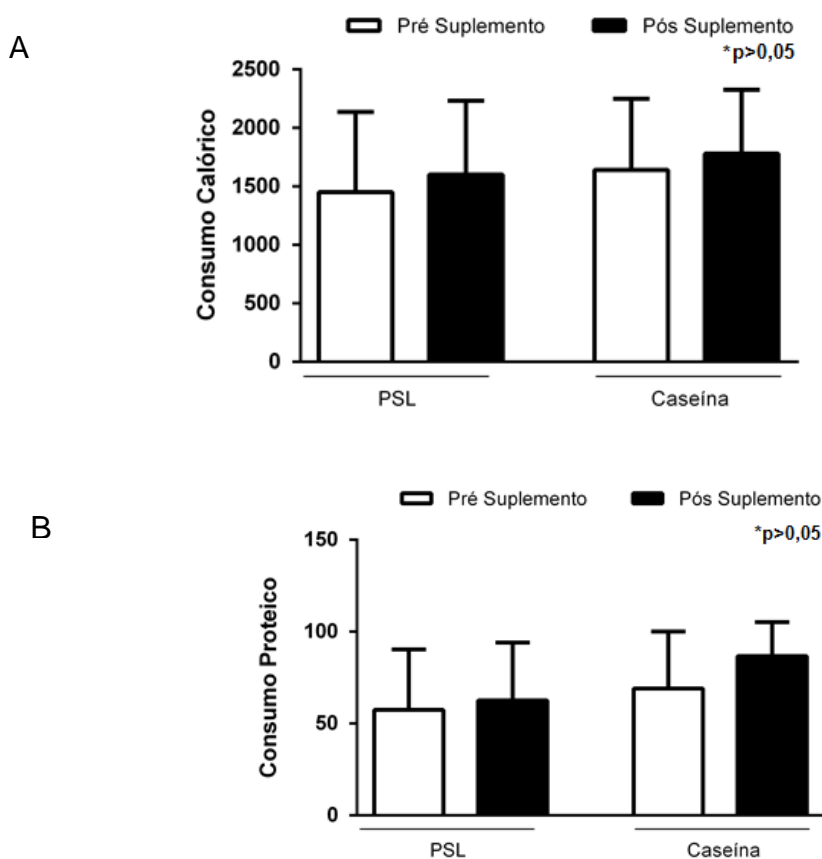 A
Pré Suplemento Pós Suplemento
*p>0,05
2500
2000
1500
1000
500
0
Consumo Calórico
PSL Caseína
B
Pré Suplemento Pós Suplemento
*p>0,05
150
100
50
0
Consumo Proteico
PSL Caseína